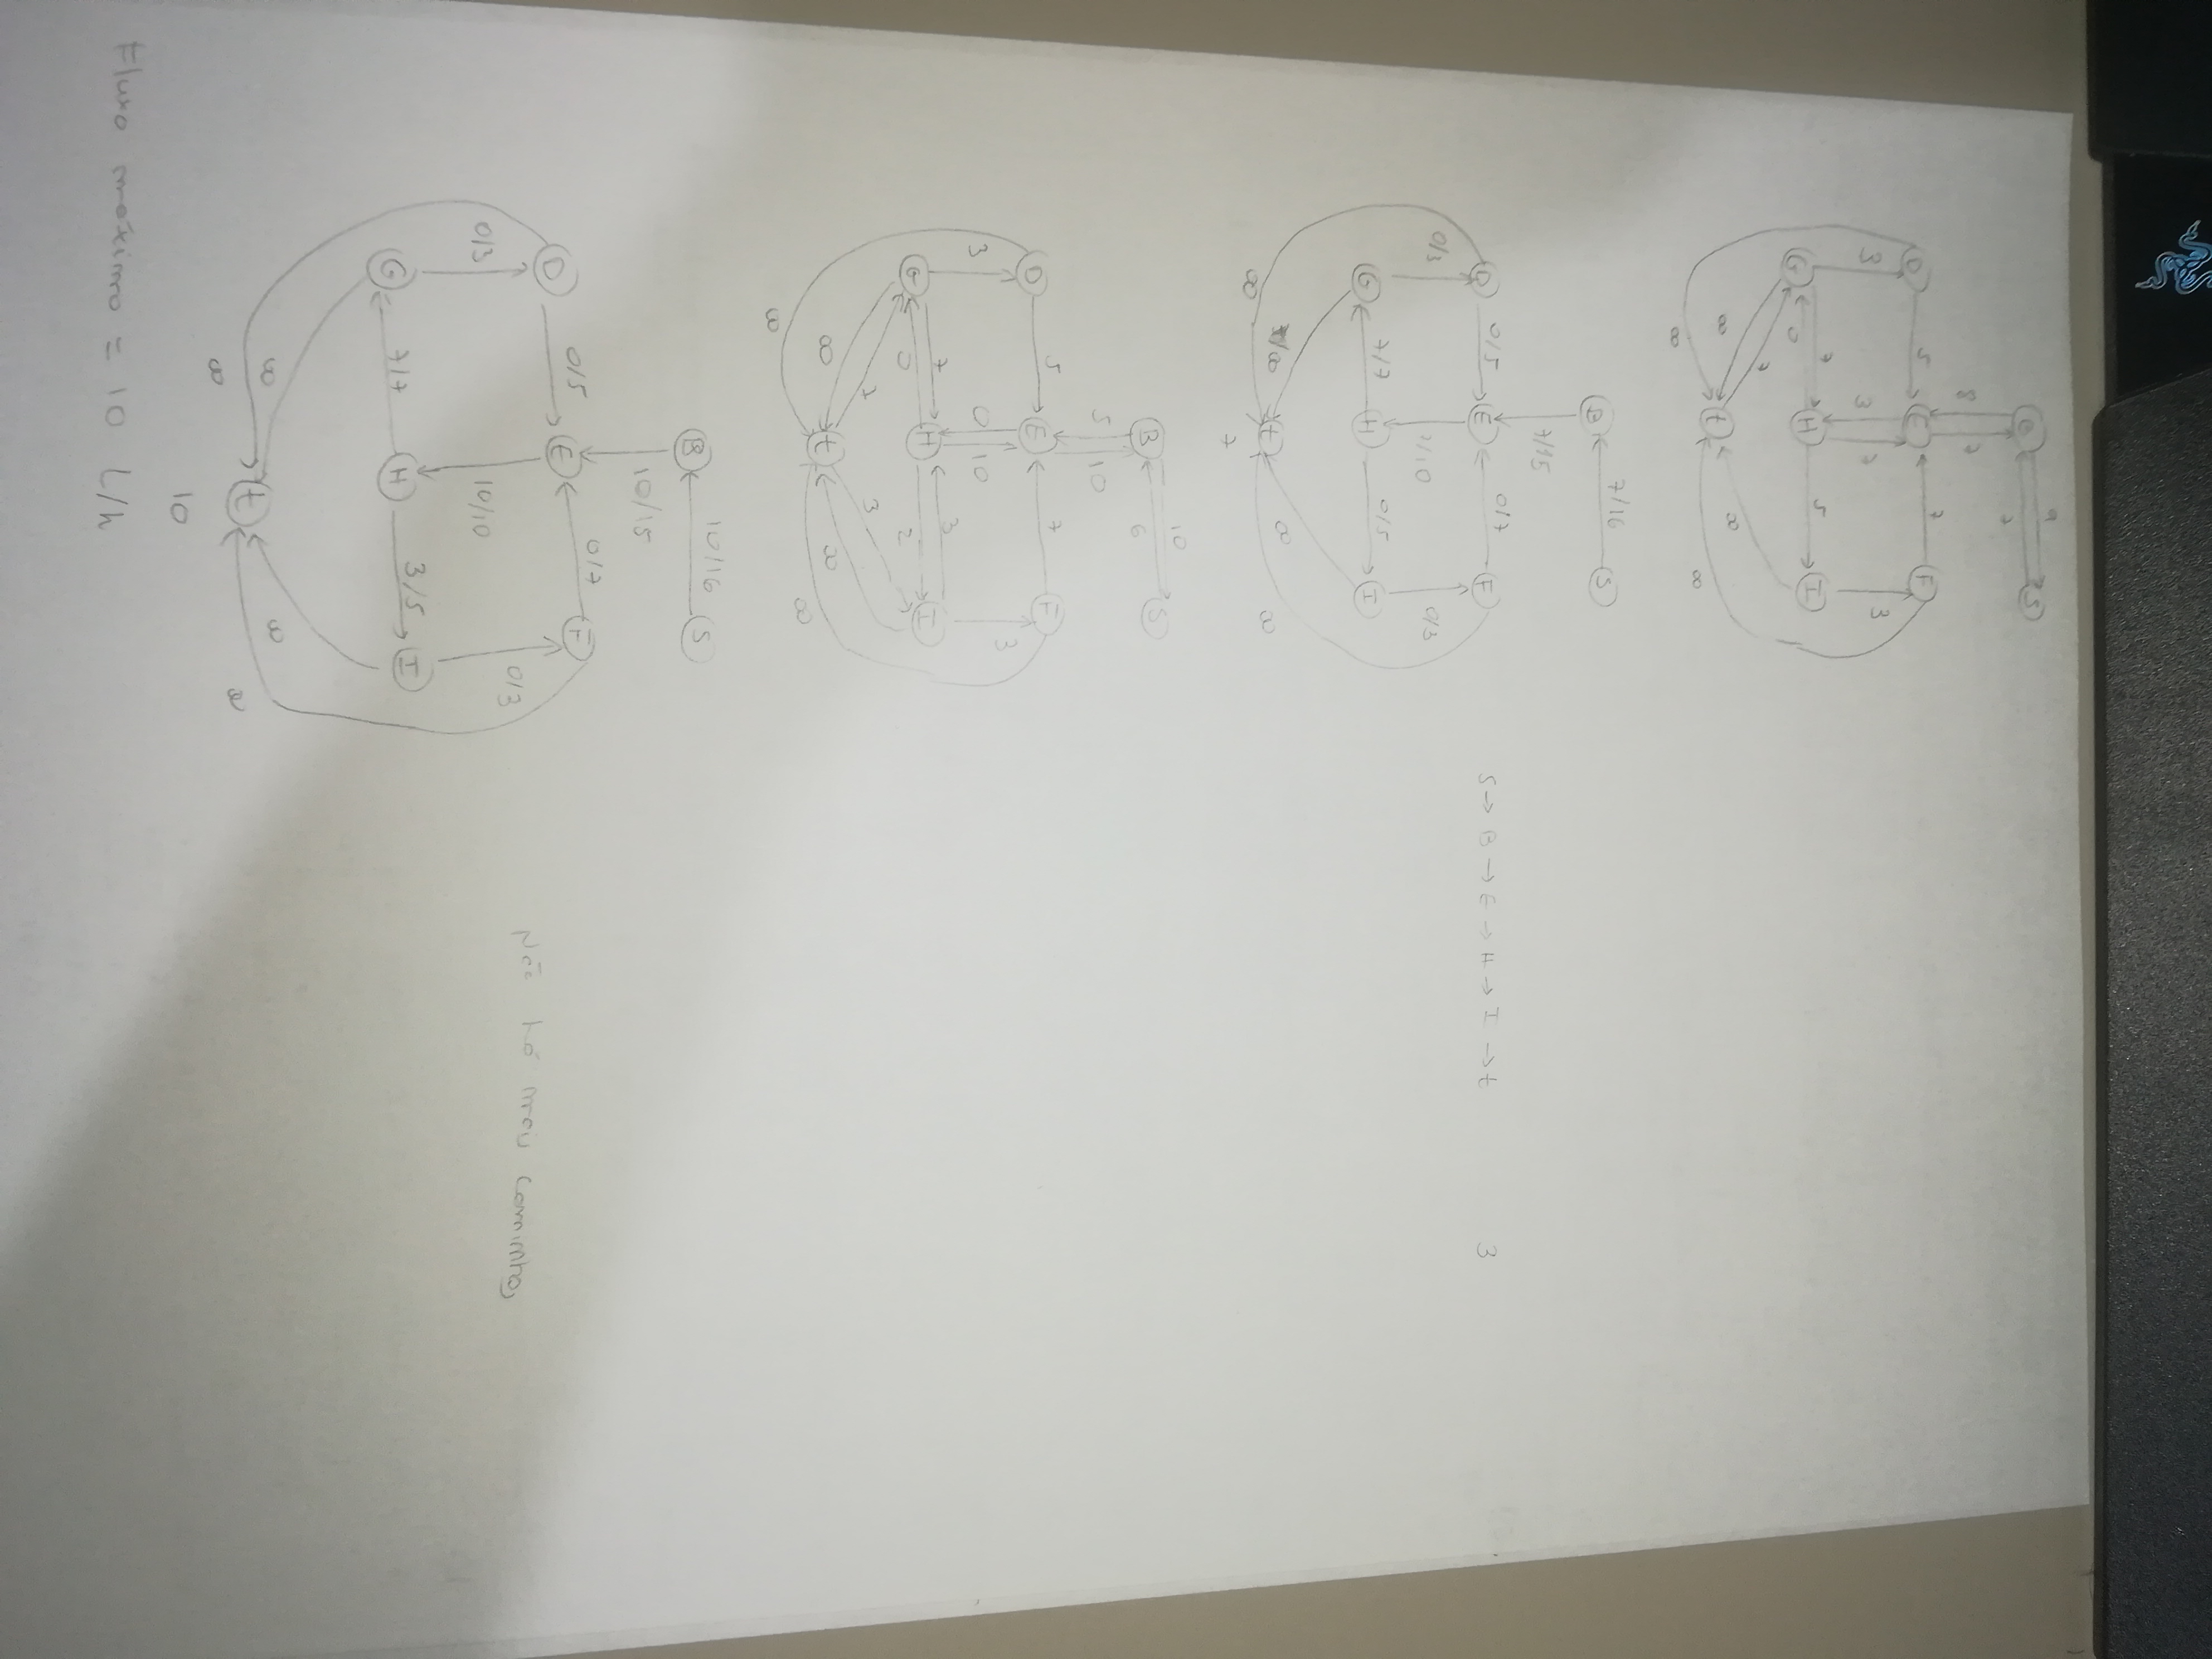 9
S
7
8 7
D 5 E 7 F
3 3 7 3
G 7 H 5 I
0
7
∞ t ∞
∞ ∞
B 7/16 S
7/15
D 0/5 E 0/7 F
S → B → E → H → I → t 3
0/3 7/10 0/3
G 7/7 H 0/5 I
/∞ t ∞
∞ ∞
7
10
B S
6
5 10
D 5 E 7 F
3 0 10 3
7 3
G H I
0 2
7 3
∞ t ∞
∞ ∞
B 10/16 S
10/15
D 0/5 E 0/7 F
Não há mais caminhos
0/3 10/10 0/3
G 7/7 H 3/5 I
∞ t ∞
∞ ∞
10
Fluxo máximo = 10 L/h